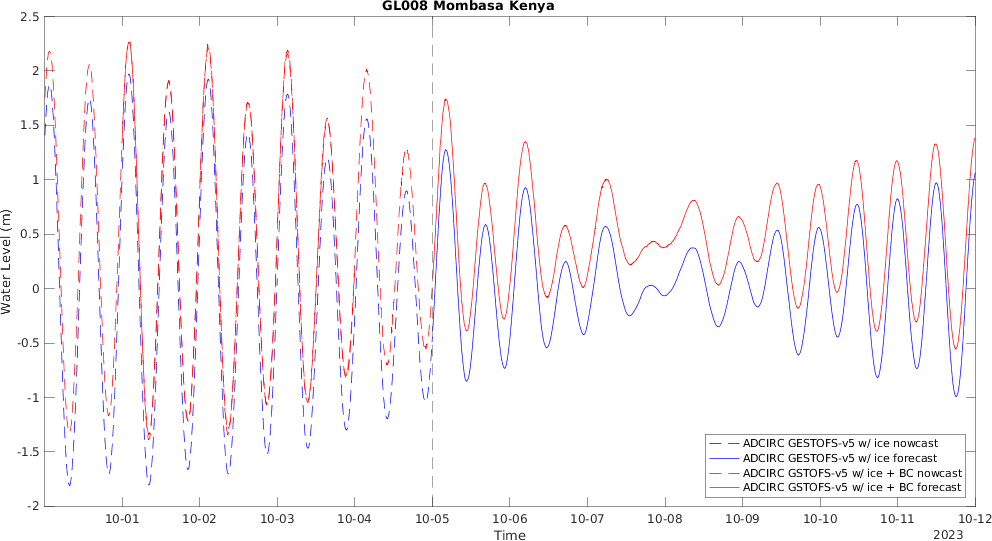 GL008 Mombasa Kenya
2.5
2
1.5
1
0.5
0
-0.5
-1
-1.5
-2
Water Level (m)
ADCIRC GESTOFS-v5 w/ ice nowcast
ADCIRC GESTOFS-v5 w/ ice forecast
ADCIRC GSTOFS-v5 w/ ice + BC nowcast
ADCIRC GSTOFS-v5 w/ ice + BC forecast
10-01 10-02 10-03 10-04 10-05 10-06 10-07 10-08 10-09 10-10 10-11 10-12
Time
2023